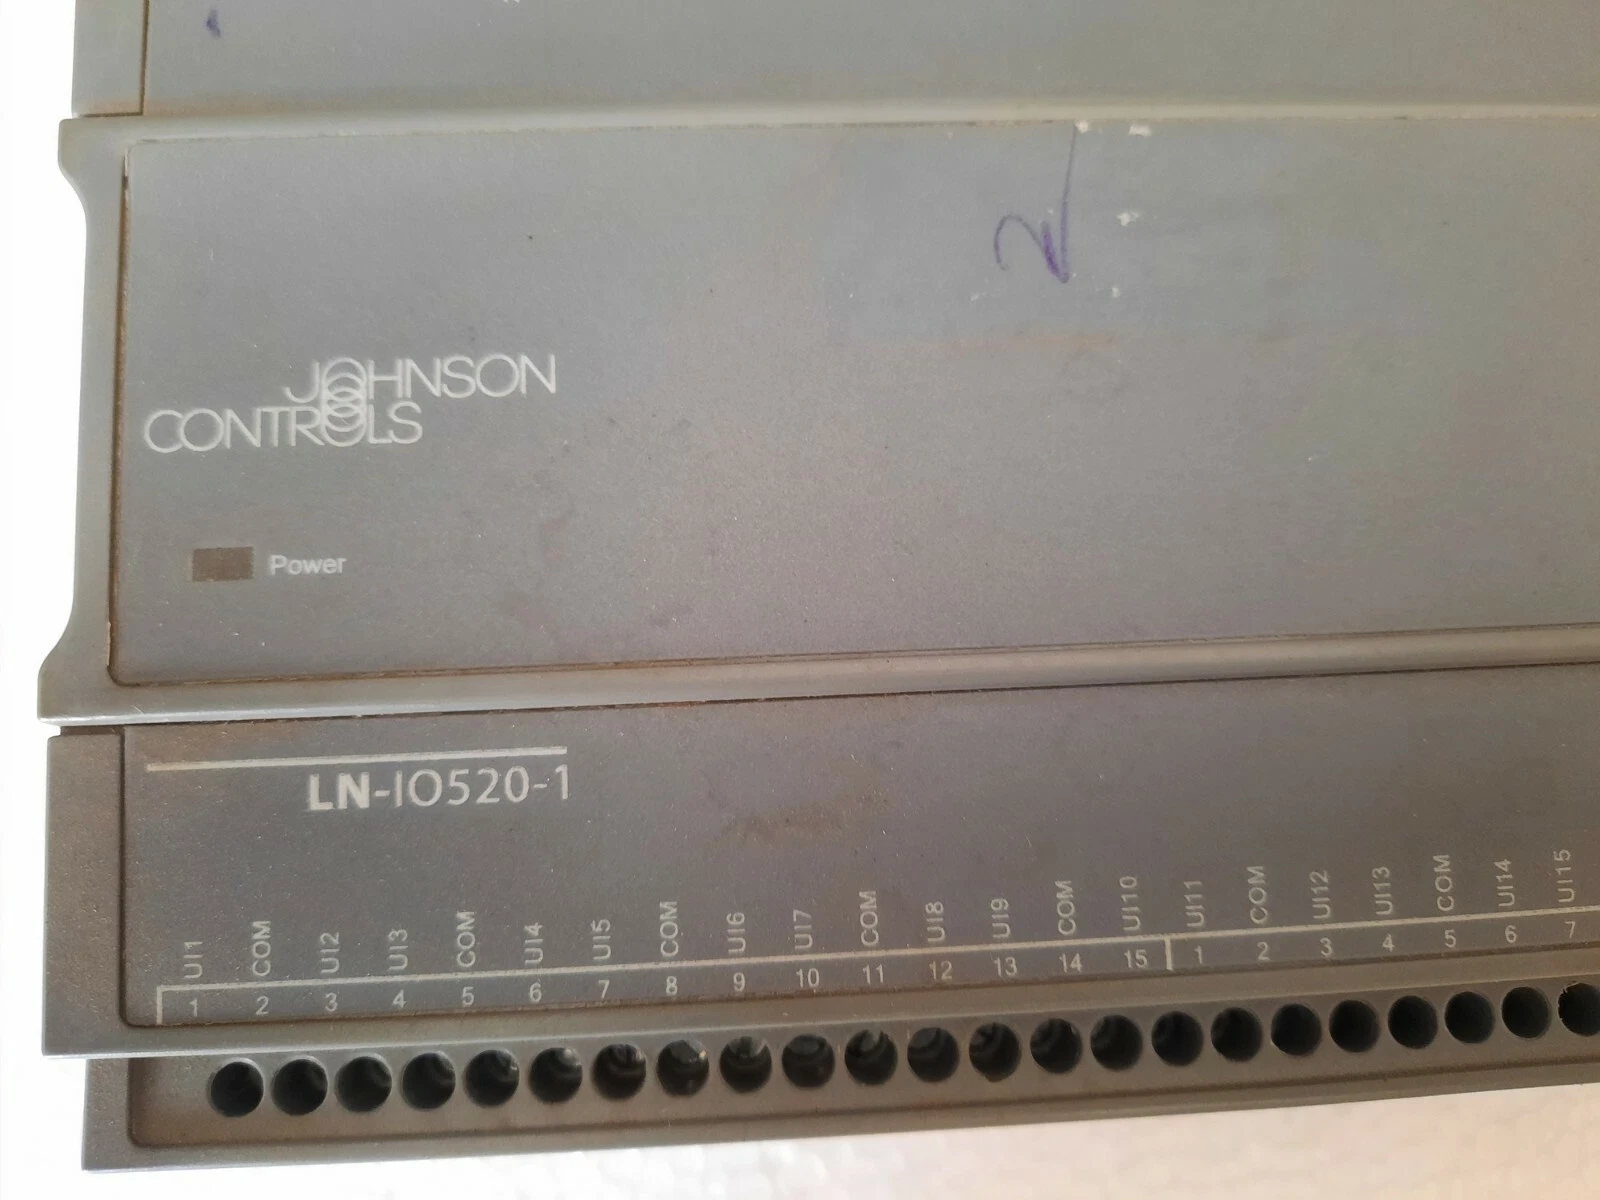 JOHNSON
CONTROLS
Power
LN-IO520-1
UI1 COM UI2 UI3 COM UI4 UI5 COM UI6 UI7 COM UI8 UI9 COM UI10 UI11 COM UI12 UI13 COM UI14 UI15
1 2 3 4 5 6 7 8 9 10 11 12 13 14 15 1 2 3 4 5 6 7